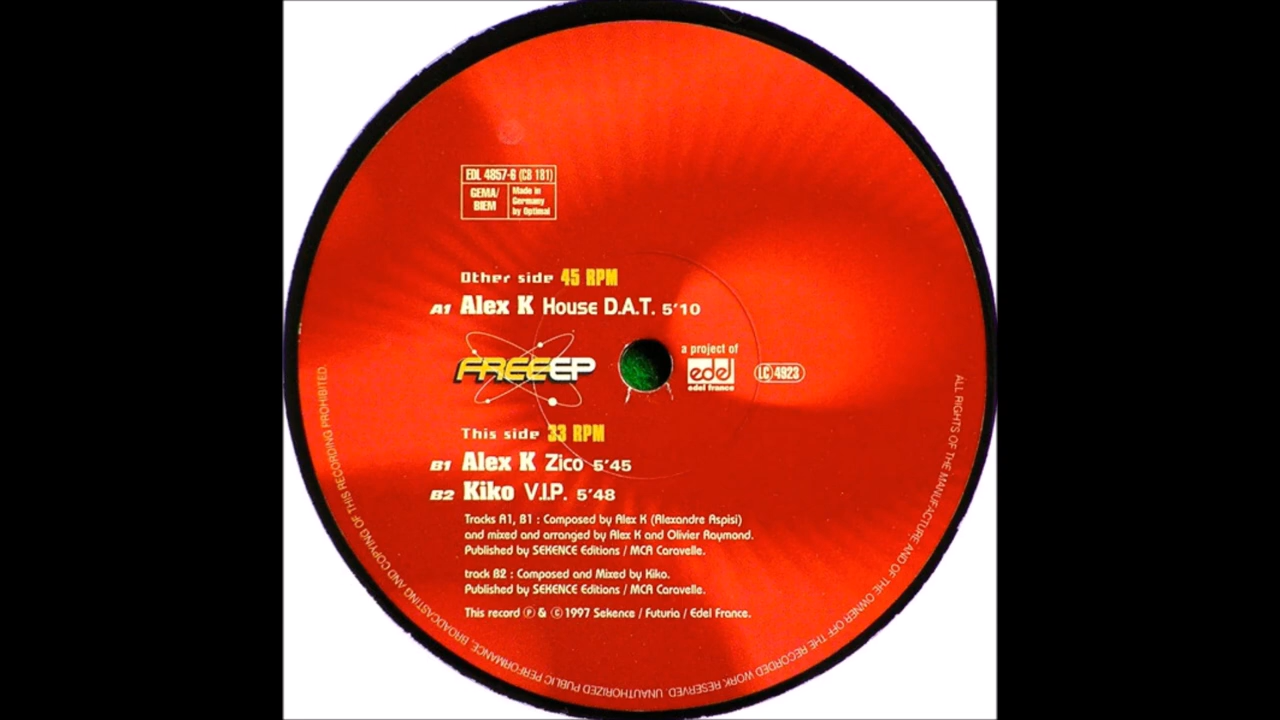 EDL 4857-6 (CB 181)
GEMA/
BIEM
Made in
Germany
by Optimal
Other side 45 RPM
A1 Alex K House D.A.T. 5'10
FREEEP
a project of
edel
edel france
LC 4923
This side 33 RPM
B1 Alex K Zico 5'45
B2 Kiko V.I.P. 5'48
Tracks A1, B1 : Composed by Alex K (Alexandre Aspisi)
and mixed and arranged by Alex K and Olivier Raymond.
Published by SEKENCE Editions / MCA Caravelle.
track B2 : Composed and Mixed by Kiko.
Published by SEKENCE Editions / MCA Caravelle.
This record ℗ & © 1997 Sekence / Futuria / Edel France.
ALL RIGHTS OF THE MANUFACTURE AND OF THE OWNER OFF THE RECORDED WORK RESERVED. UNAUTHORIZED PUBLIC PERFORMANCE, BROADCASTING AND COPYING OF THIS RECORDING PROHIBITED.